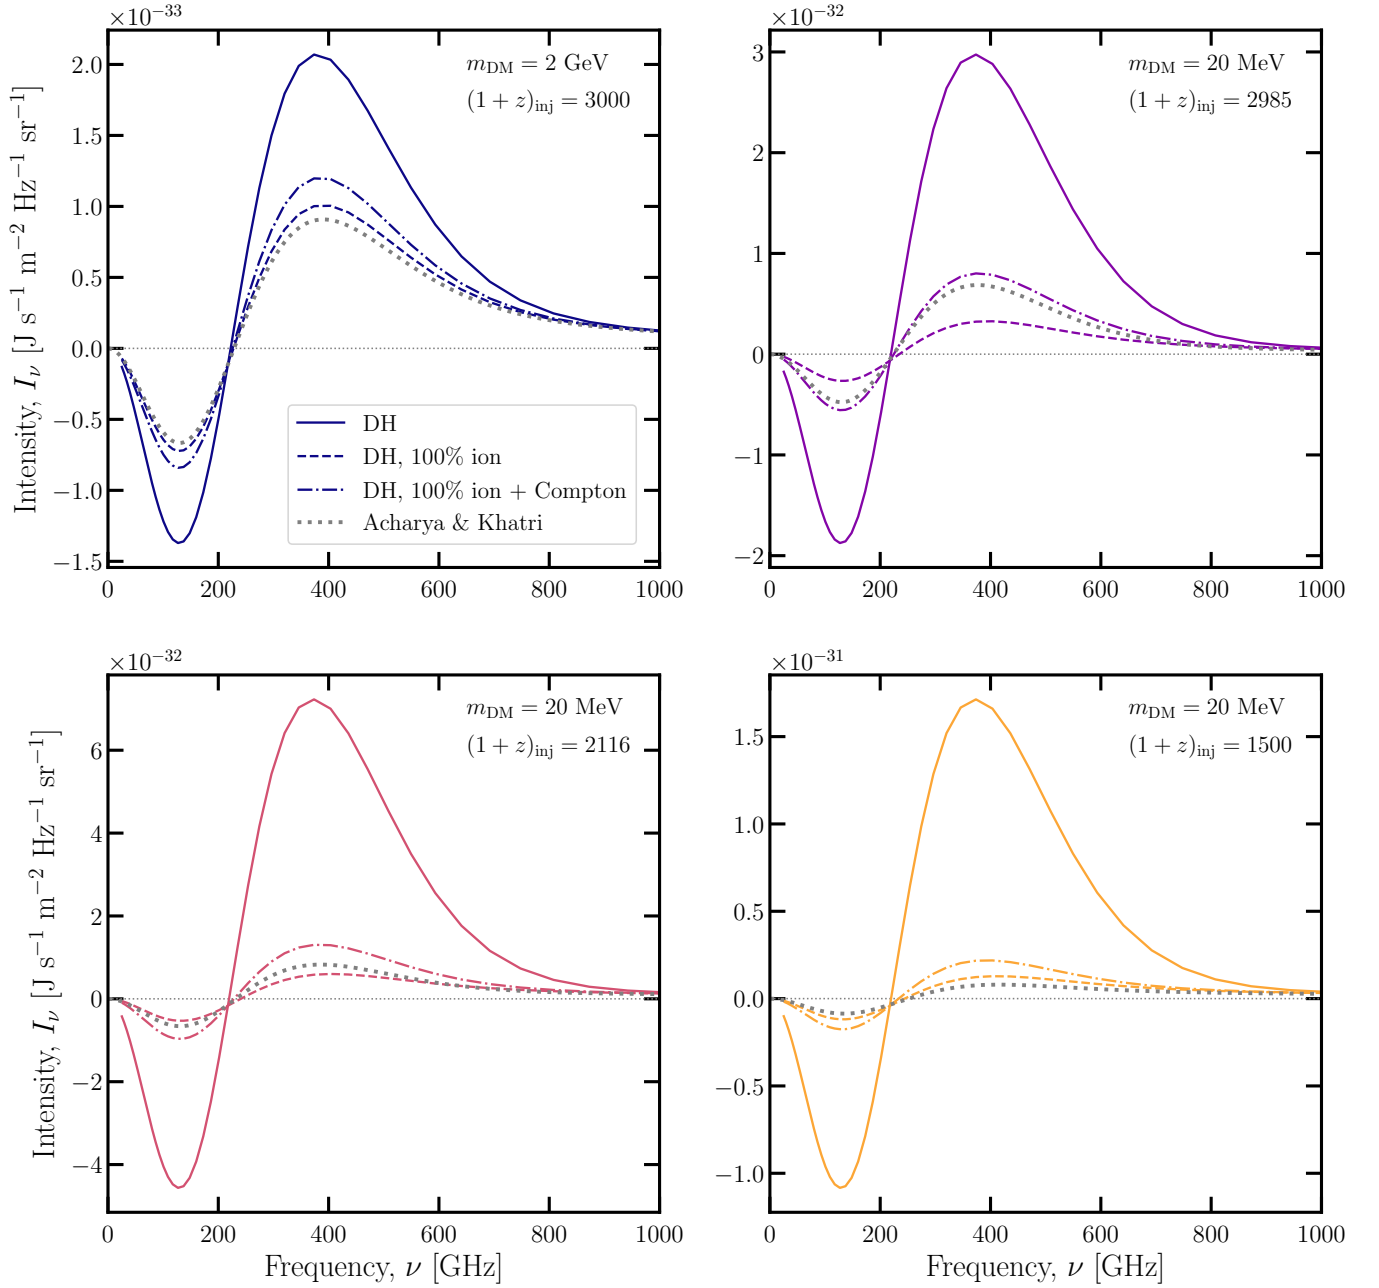 ×10⁻³³
Intensity, I_ν [J s⁻¹ m⁻² Hz⁻¹ sr⁻¹]
2.0
1.5
1.0
0.5
0.0
−0.5
−1.0
−1.5
0 200 400 600 800 1000
m_DM = 2 GeV
(1 + z)_inj = 3000
DH
DH, 100% ion
DH, 100% ion + Compton
Acharya & Khatri
×10⁻³²
3
2
1
0
−1
−2
0 200 400 600 800 1000
m_DM = 20 MeV
(1 + z)_inj = 2985
×10⁻³²
Intensity, I_ν [J s⁻¹ m⁻² Hz⁻¹ sr⁻¹]
6
4
2
0
−2
−4
0 200 400 600 800 1000
Frequency, ν [GHz]
m_DM = 20 MeV
(1 + z)_inj = 2116
×10⁻³¹
1.5
1.0
0.5
0.0
−0.5
−1.0
0 200 400 600 800 1000
Frequency, ν [GHz]
m_DM = 20 MeV
(1 + z)_inj = 1500